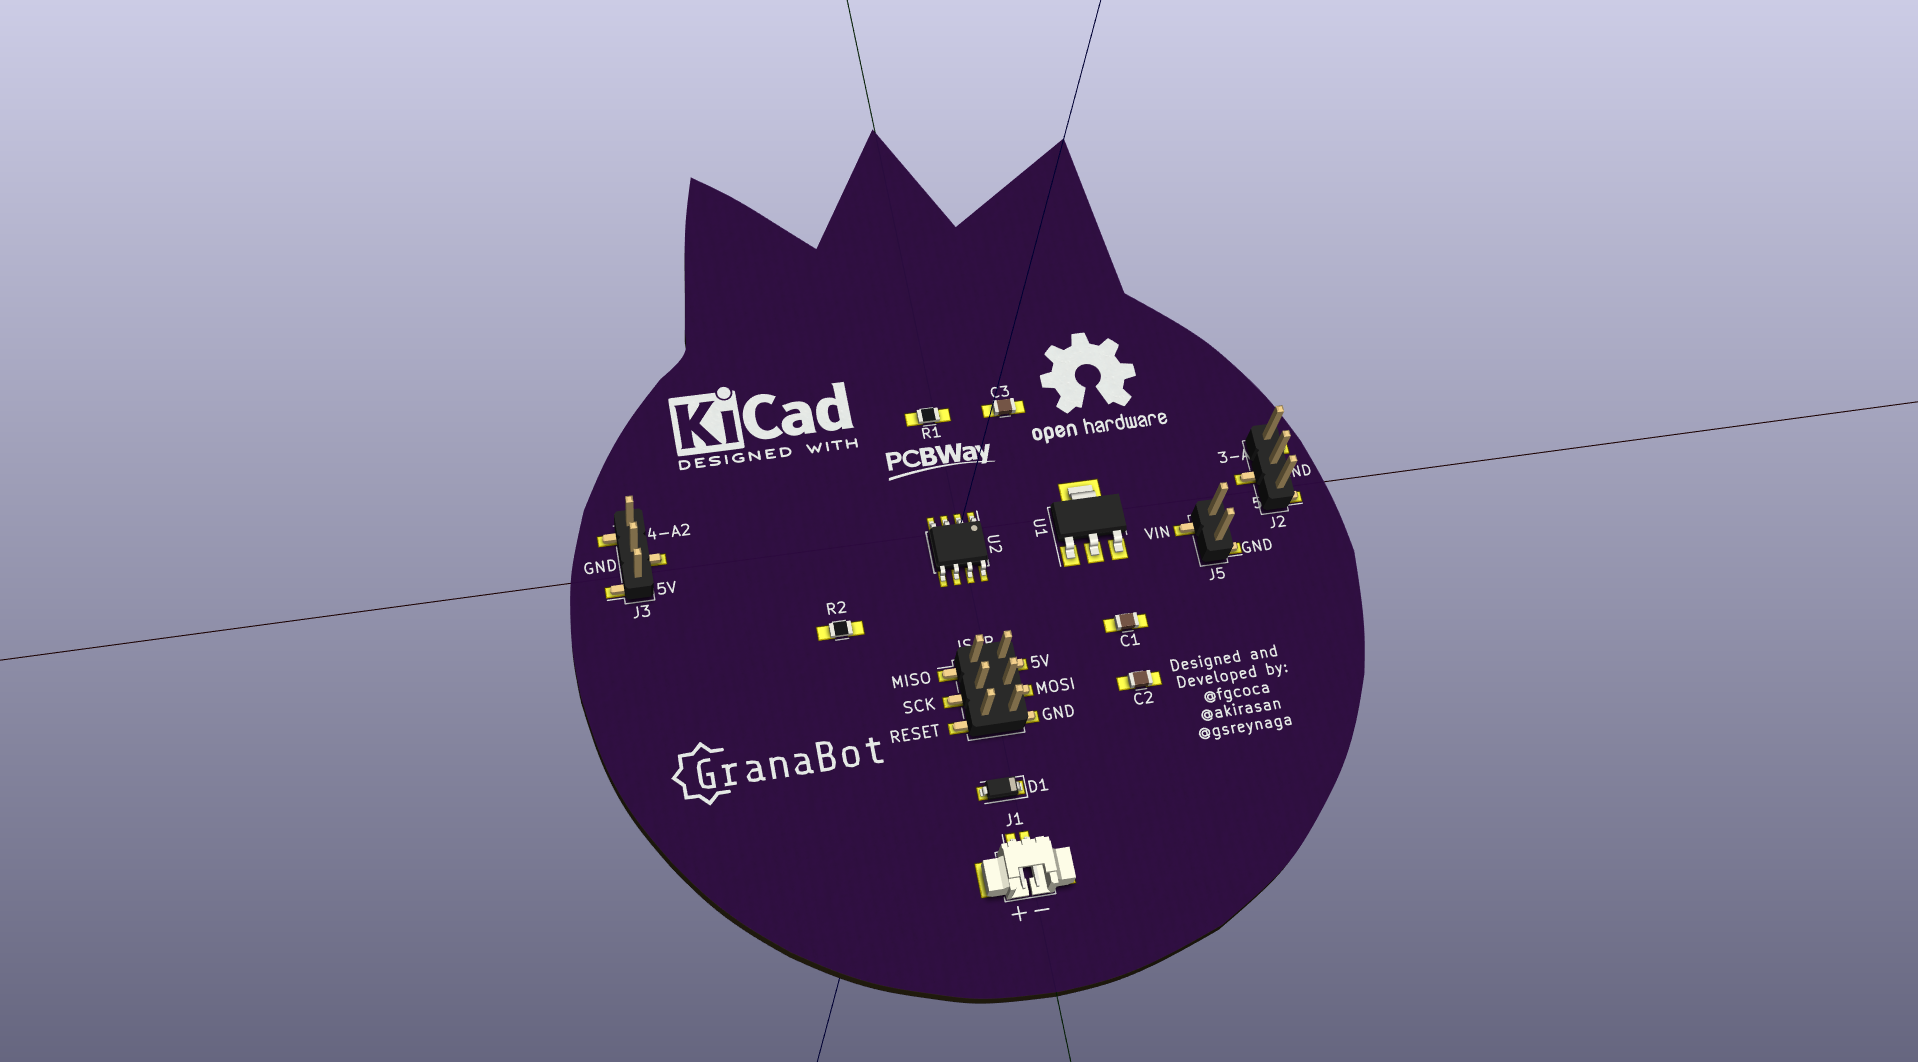 KiCad
DESIGNED WITH
R1
C3
PCBWay
open hardware
J2
U1
U2
VIN
GND
J5
4-A2
GND
5V
J3
R2
C1
C2
MISO
SCK
RESET
5V
MOSI
GND
Designed and
Developed by:
@fgcoca
@akirasan
@gsreynaga
GranaBot
D1
J1
+ −